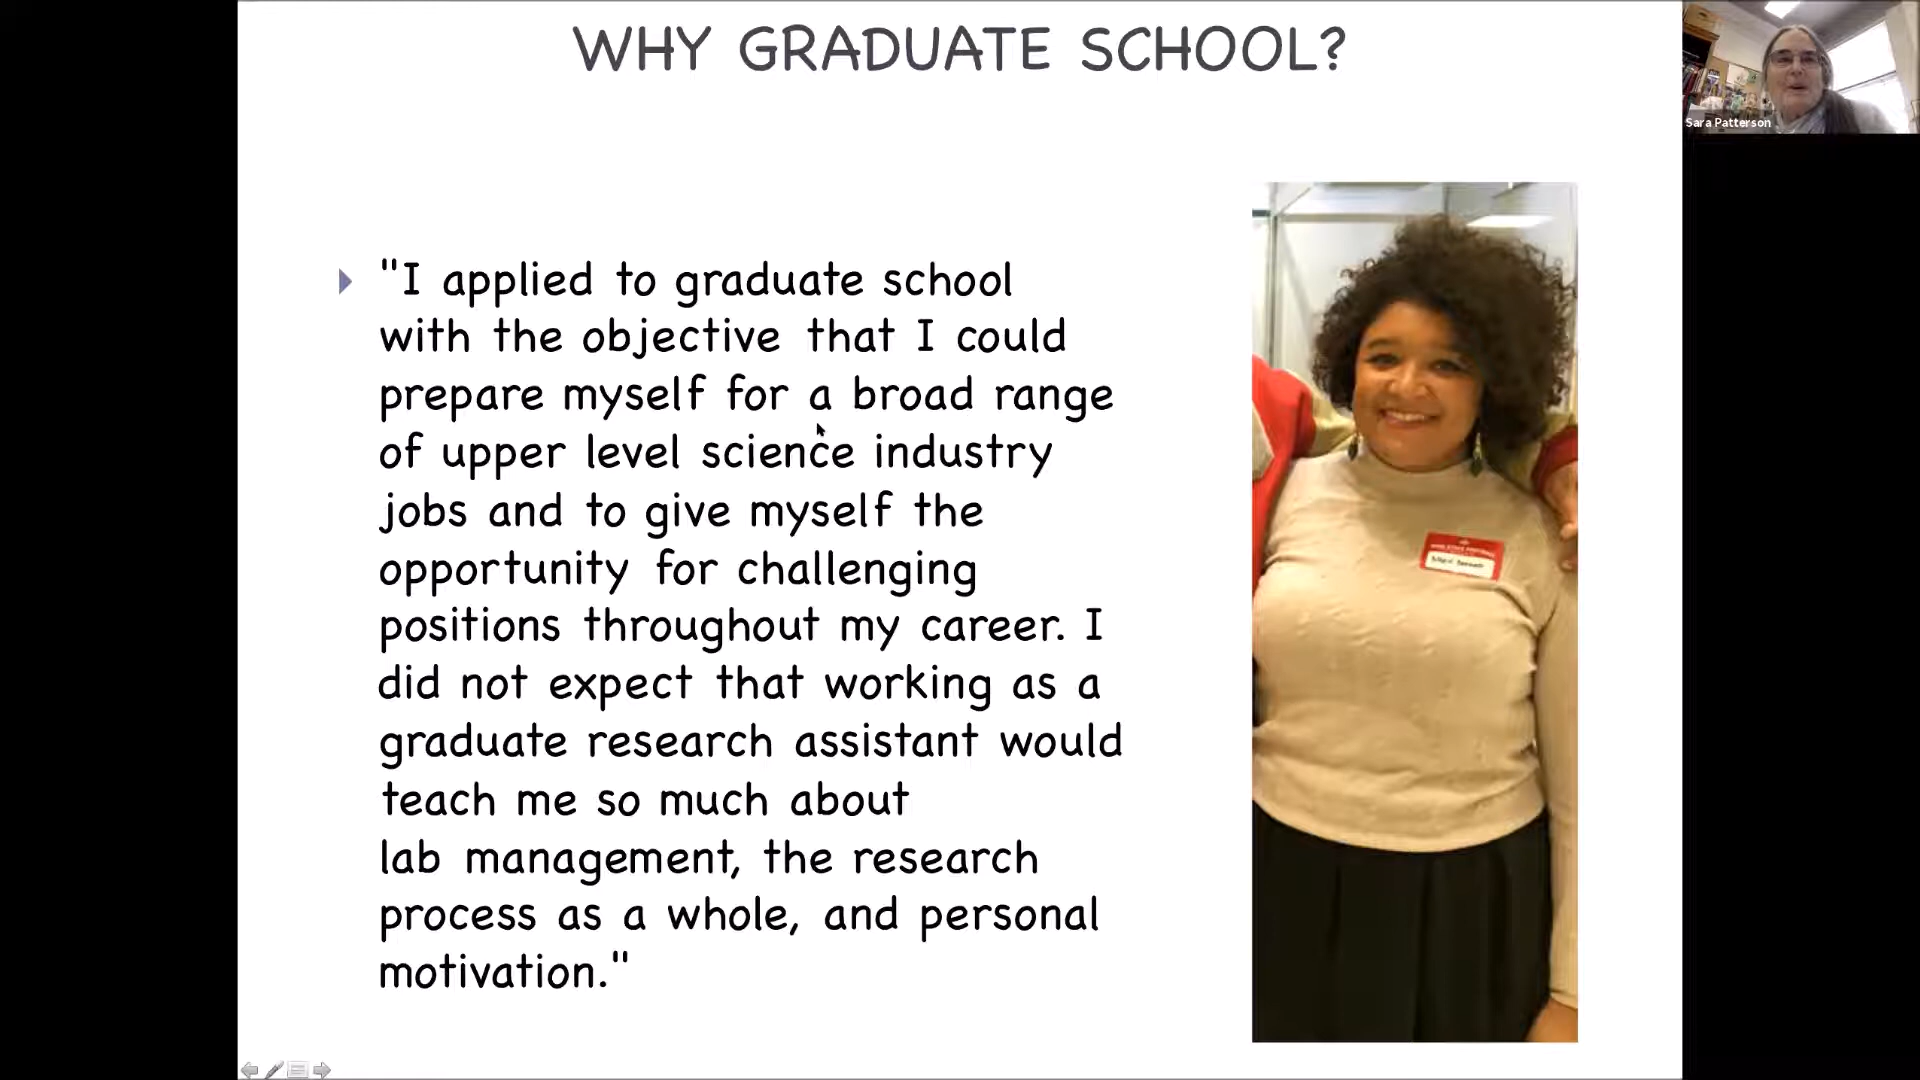 WHY GRADUATE SCHOOL?
Sara Patterson
"I applied to graduate school
with the objective that I could
prepare myself for a broad range
of upper level science industry
jobs and to give myself the
opportunity for challenging
positions throughout my career. I
did not expect that working as a
graduate research assistant would
teach me so much about
lab management, the research
process as a whole, and personal
motivation."